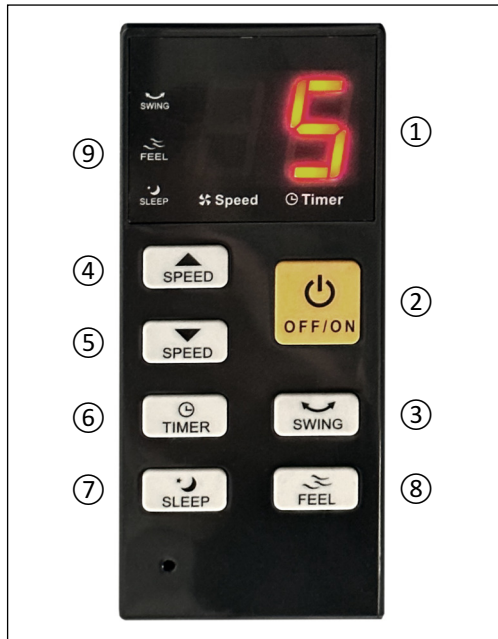 SWING
5
①
⑨
FEEL
SLEEP
Speed
Timer
④
SPEED
OFF/ON
②
⑤
SPEED
⑥
TIMER
SWING
③
⑦
SLEEP
FEEL
⑧